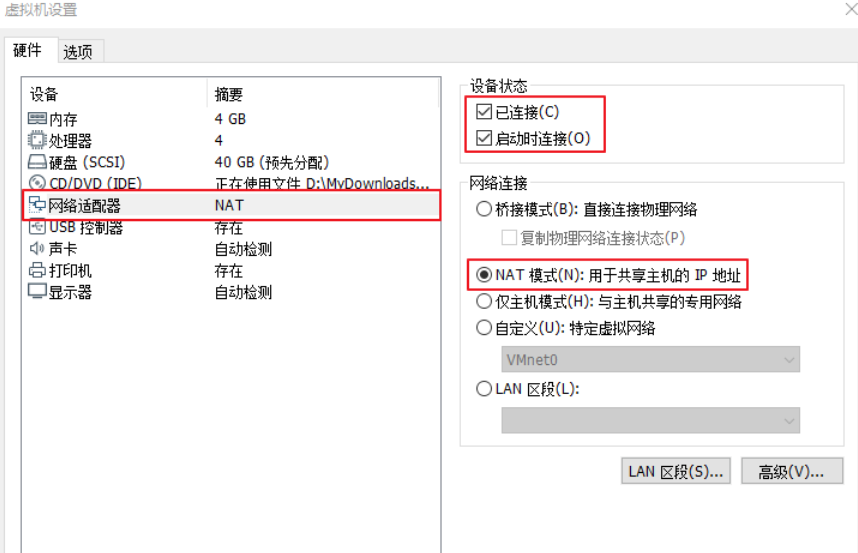 虚拟机设置
硬件 选项
设备 摘要
内存 4 GB
处理器 4
硬盘 (SCSI) 40 GB (预先分配)
CD/DVD (IDE) 正在使用文件 D:\MyDownloads...
网络适配器 NAT
USB 控制器 存在
声卡 自动检测
打印机 存在
显示器 自动检测
设备状态
已连接(C)
启动时连接(O)
网络连接
桥接模式(B): 直接连接物理网络
复制物理网络连接状态(P)
NAT 模式(N): 用于共享主机的 IP 地址
仅主机模式(H): 与主机共享的专用网络
自定义(U): 特定虚拟网络
VMnet0
LAN 区段(L):
LAN 区段(S)... 高级(V)...